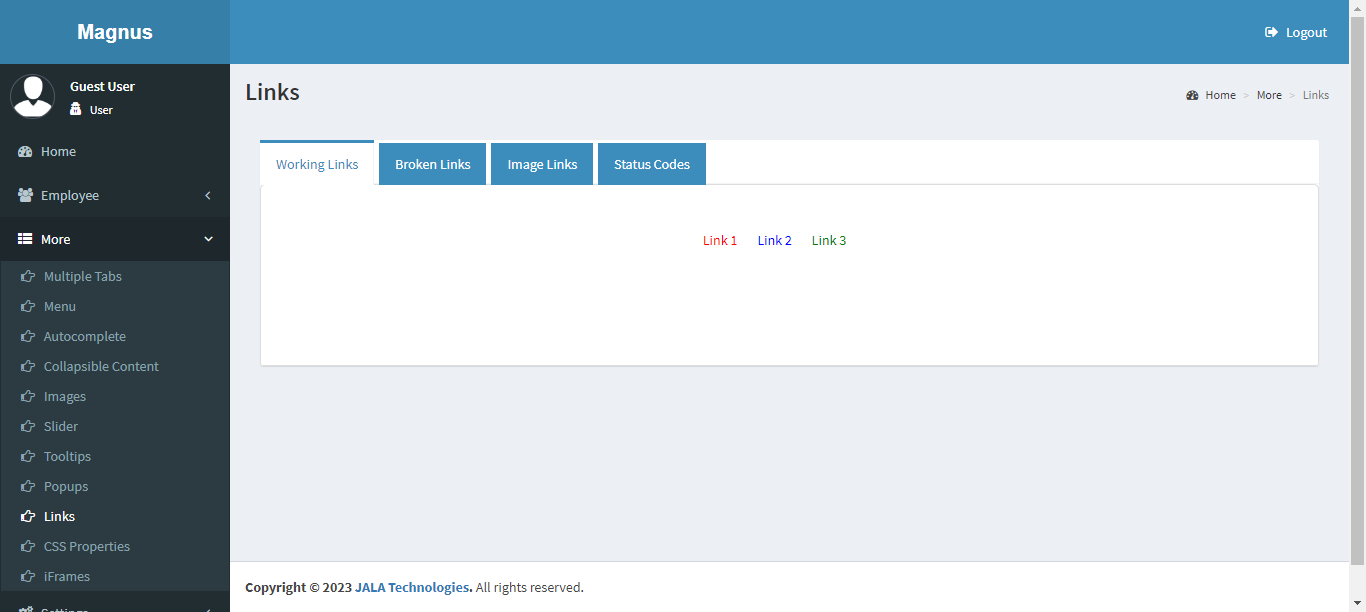 Magnus
Logout
Guest User
User
Links
Home > More > Links
Home
Employee
More
Multiple Tabs
Menu
Autocomplete
Collapsible Content
Images
Slider
Tooltips
Popups
Links
CSS Properties
iFrames
Settings
Working Links Broken Links Image Links Status Codes
Link 1 Link 2 Link 3
Copyright © 2023 JALA Technologies. All rights reserved.